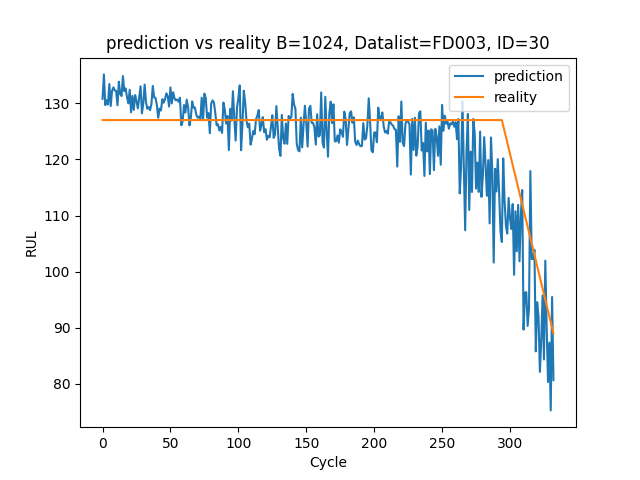 prediction vs reality B=1024, Datalist=FD003, ID=30
prediction
reality
RUL
130
120
110
100
90
80
0 50 100 150 200 250 300
Cycle